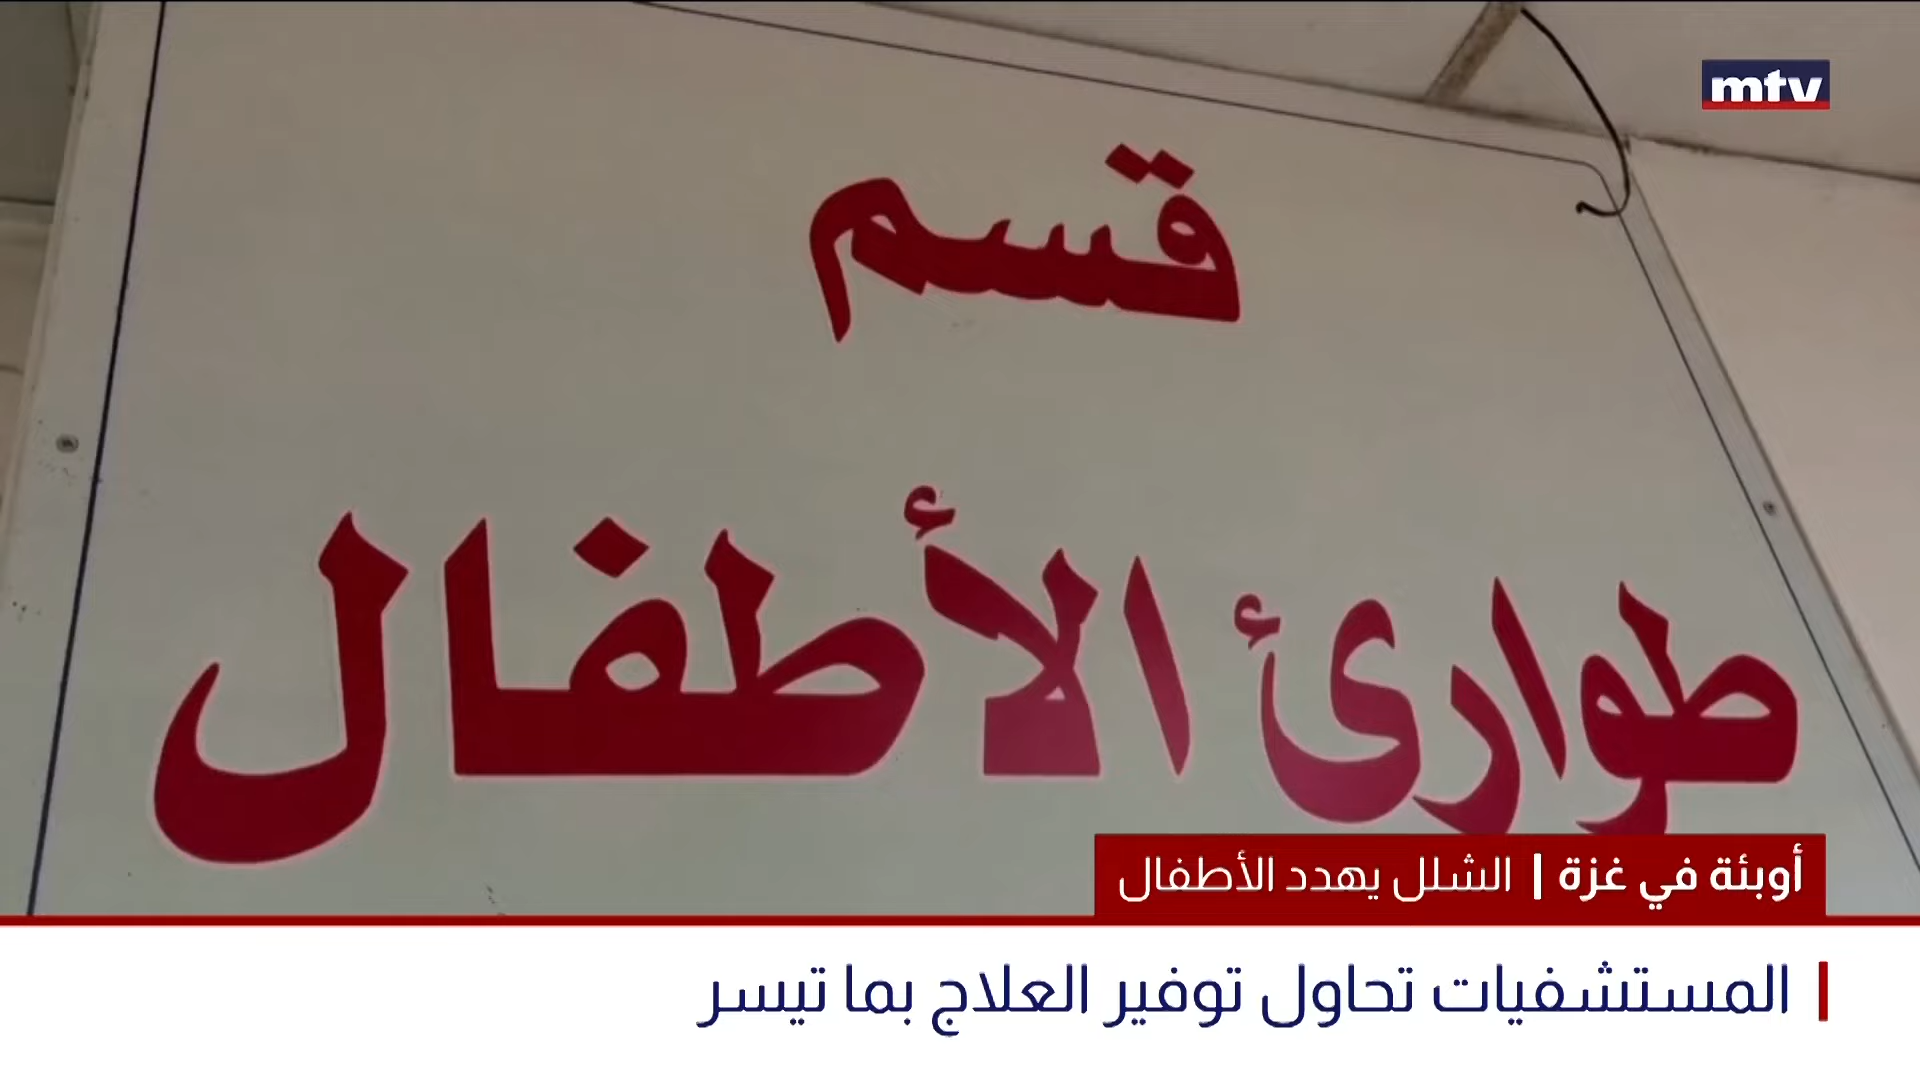 mtv
قسم
طوارئ الأطفال
أوبئة في غزة | الشلل يهدد الأطفال
المستشفيات تحاول توفير العلاج بما تيسر